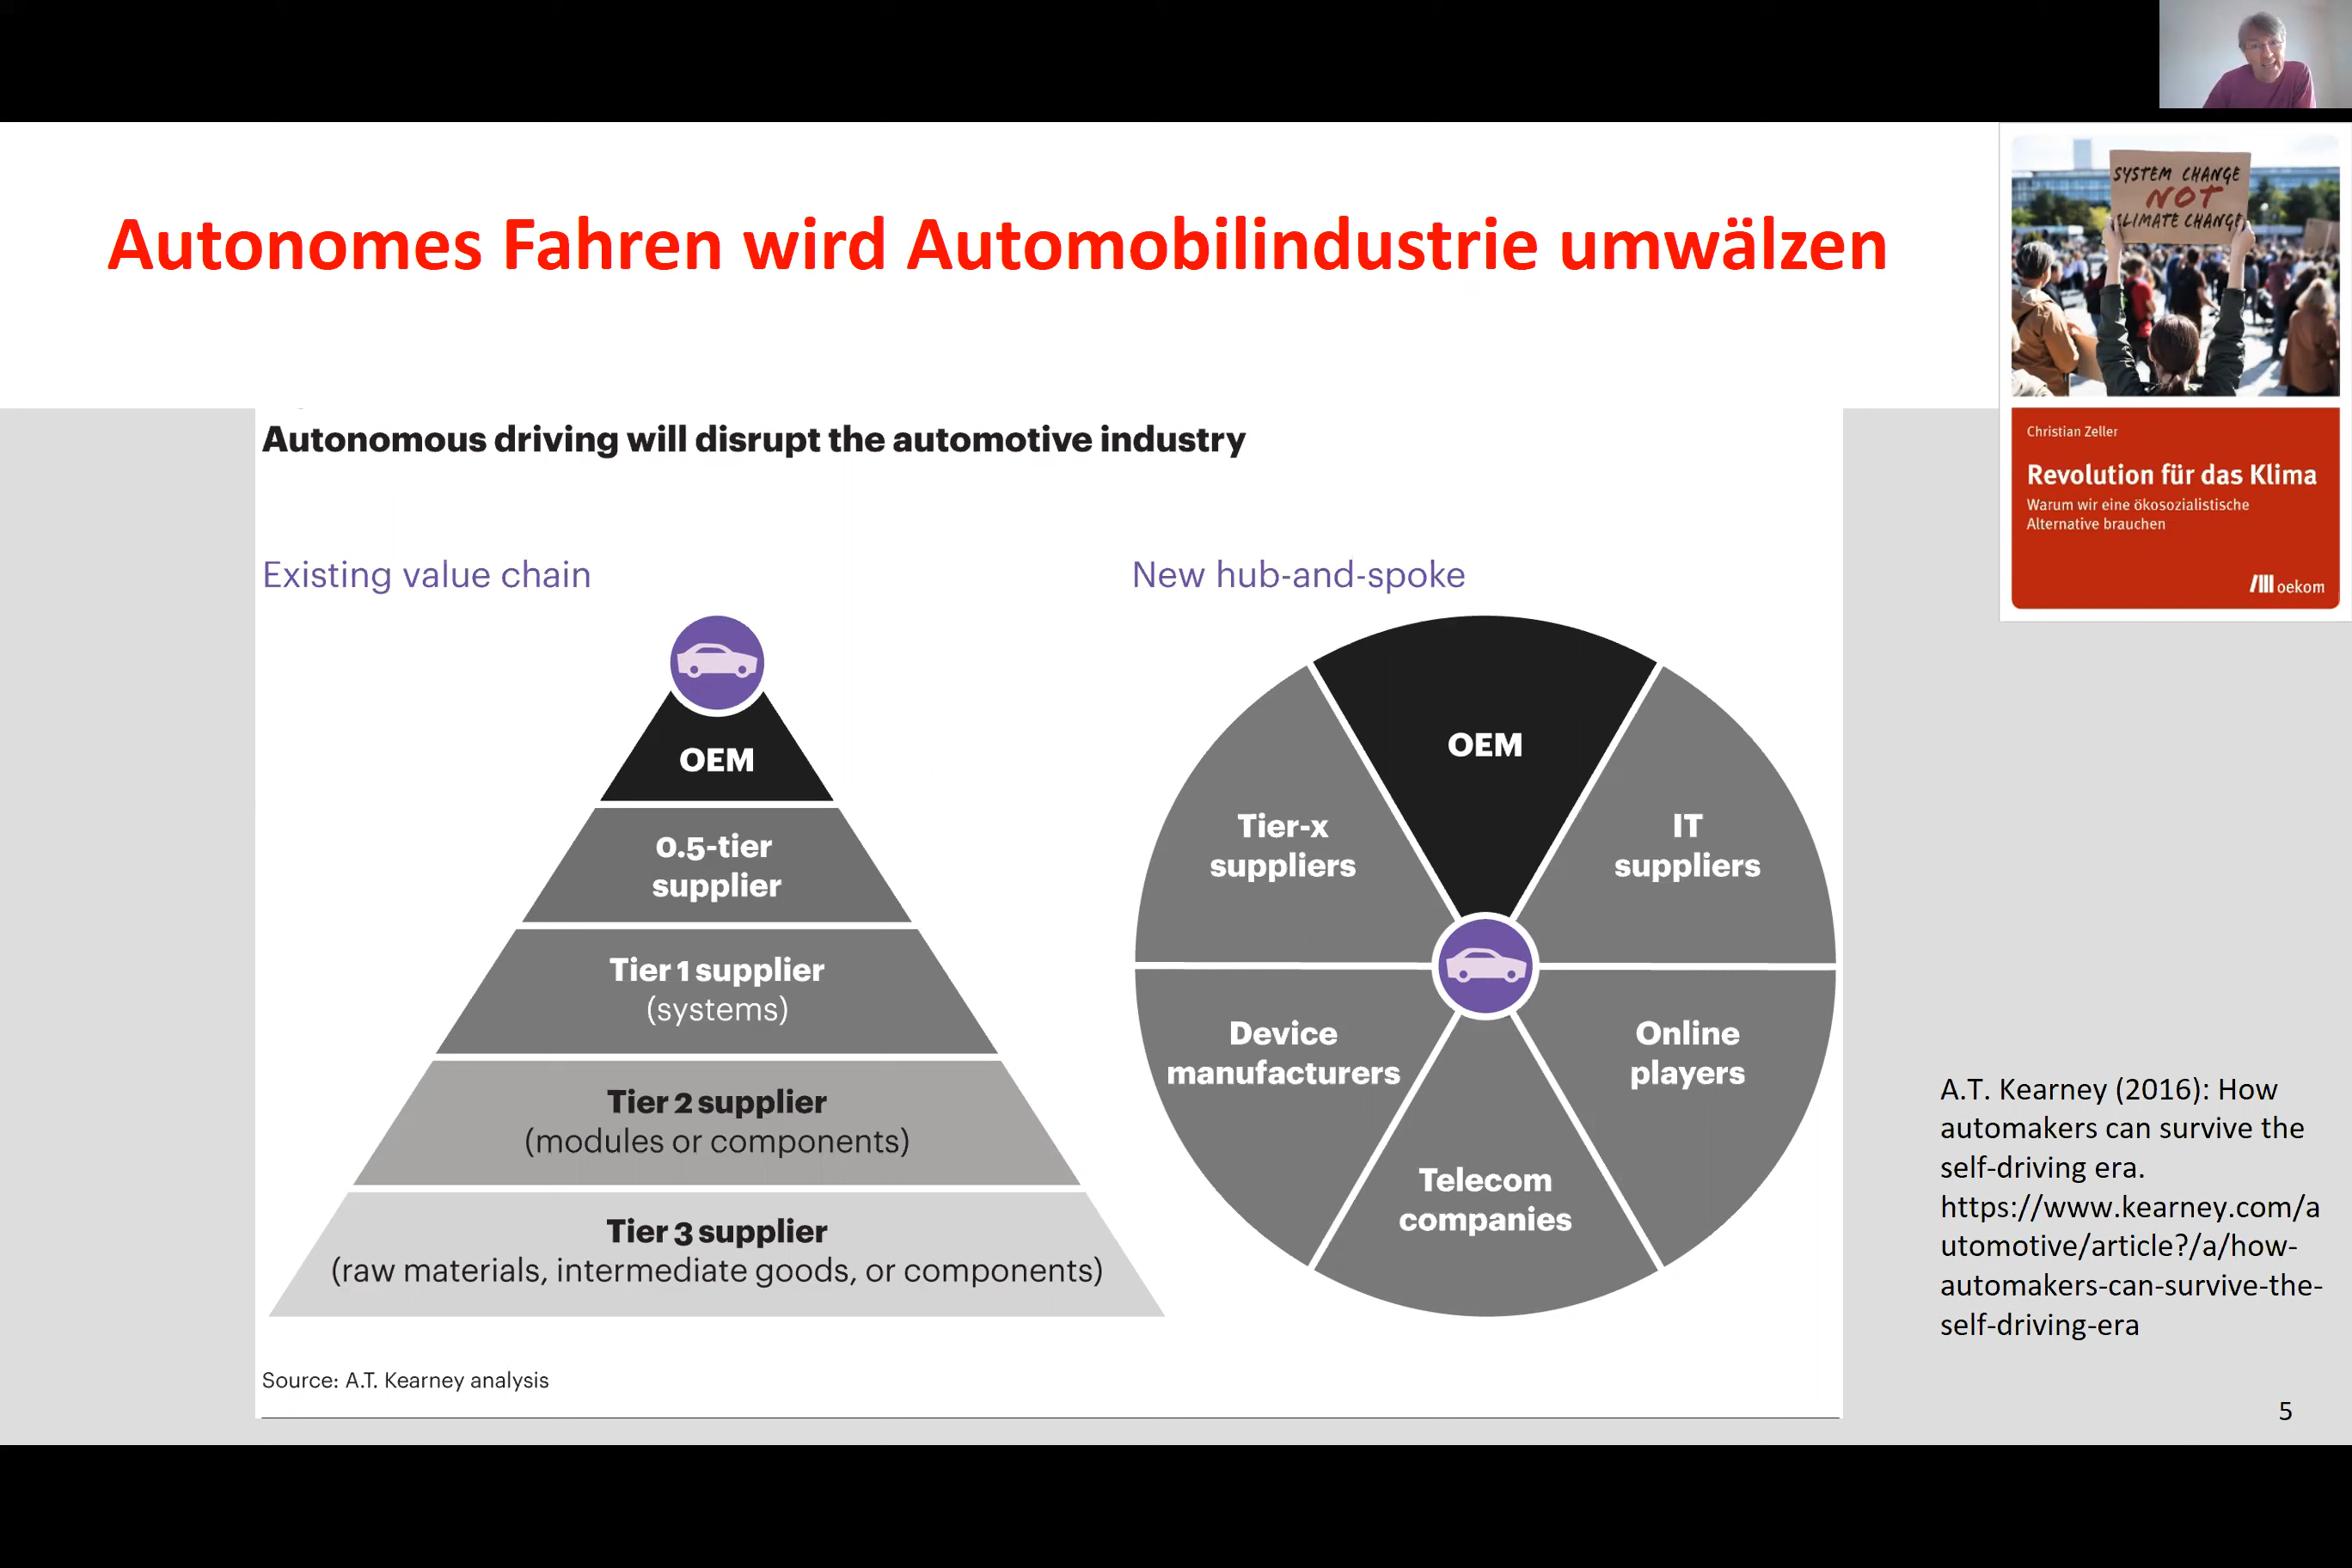 SYSTEM CHANGE
NOT
CLIMATE CHANGE
Autonomes Fahren wird Automobilindustrie umwälzen
Christian Zeller
Revolution für das Klima
Warum wir eine ökosozialistische
Alternative brauchen
oekom
Autonomous driving will disrupt the automotive industry
Existing value chain
OEM
0.5-tier
supplier
Tier 1 supplier
(systems)
Tier 2 supplier
(modules or components)
Tier 3 supplier
(raw materials, intermediate goods, or components)
New hub-and-spoke
OEM
Tier-x
suppliers
IT
suppliers
Device
manufacturers
Online
players
Telecom
companies
Source: A.T. Kearney analysis
A.T. Kearney (2016): How
automakers can survive the
self-driving era.
https://www.kearney.com/a
utomotive/article?/a/how-
automakers-can-survive-the-
self-driving-era
5